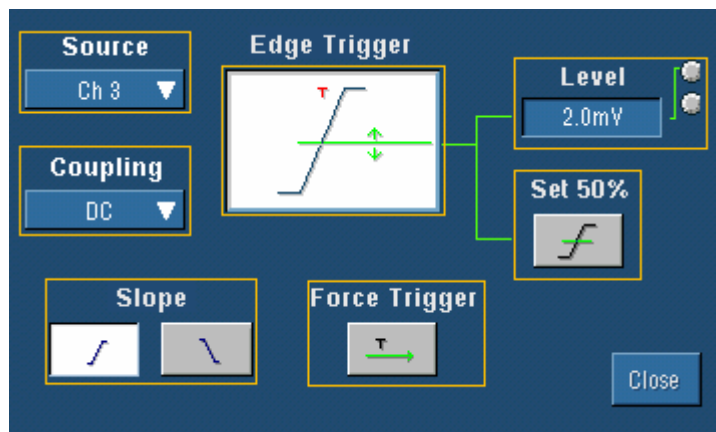 Source
Ch 3
Edge Trigger
T
Level
2.0mV
Coupling
DC
Set 50%
Slope
Force Trigger
T
Close